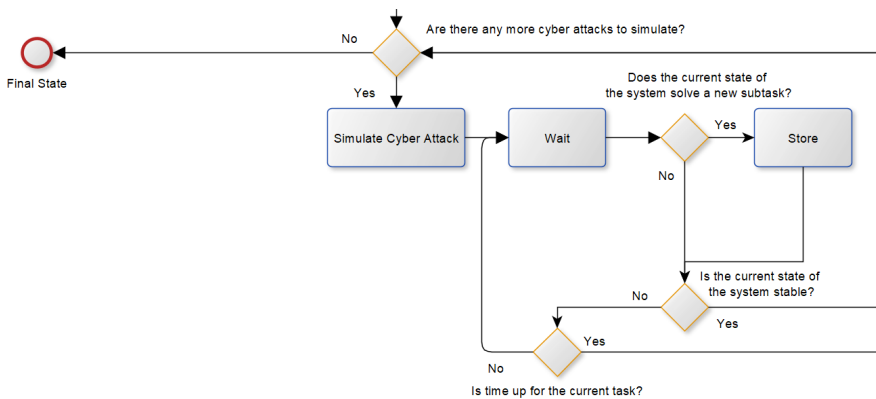 Are there any more cyber attacks to simulate?
No
Final State
Yes
Does the current state of
the system solve a new subtask?
Simulate Cyber Attack
Wait
Yes
Store
No
Is the current state of
the system stable?
No
Yes
Yes
No
Is time up for the current task?